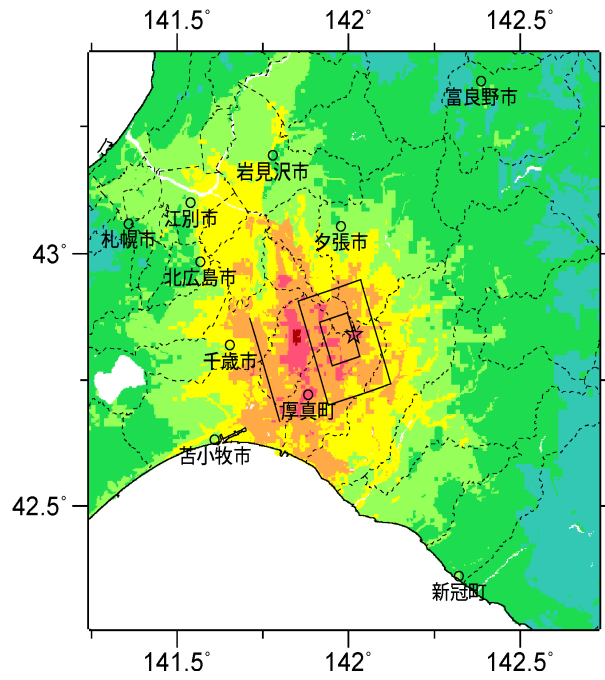 141.5° 142° 142.5°
富良野市
岩見沢市
江別市
札幌市
夕張市
43°
北広島市
千歳市
厚真町
苫小牧市
42.5°
新冠町
141.5° 142° 142.5°